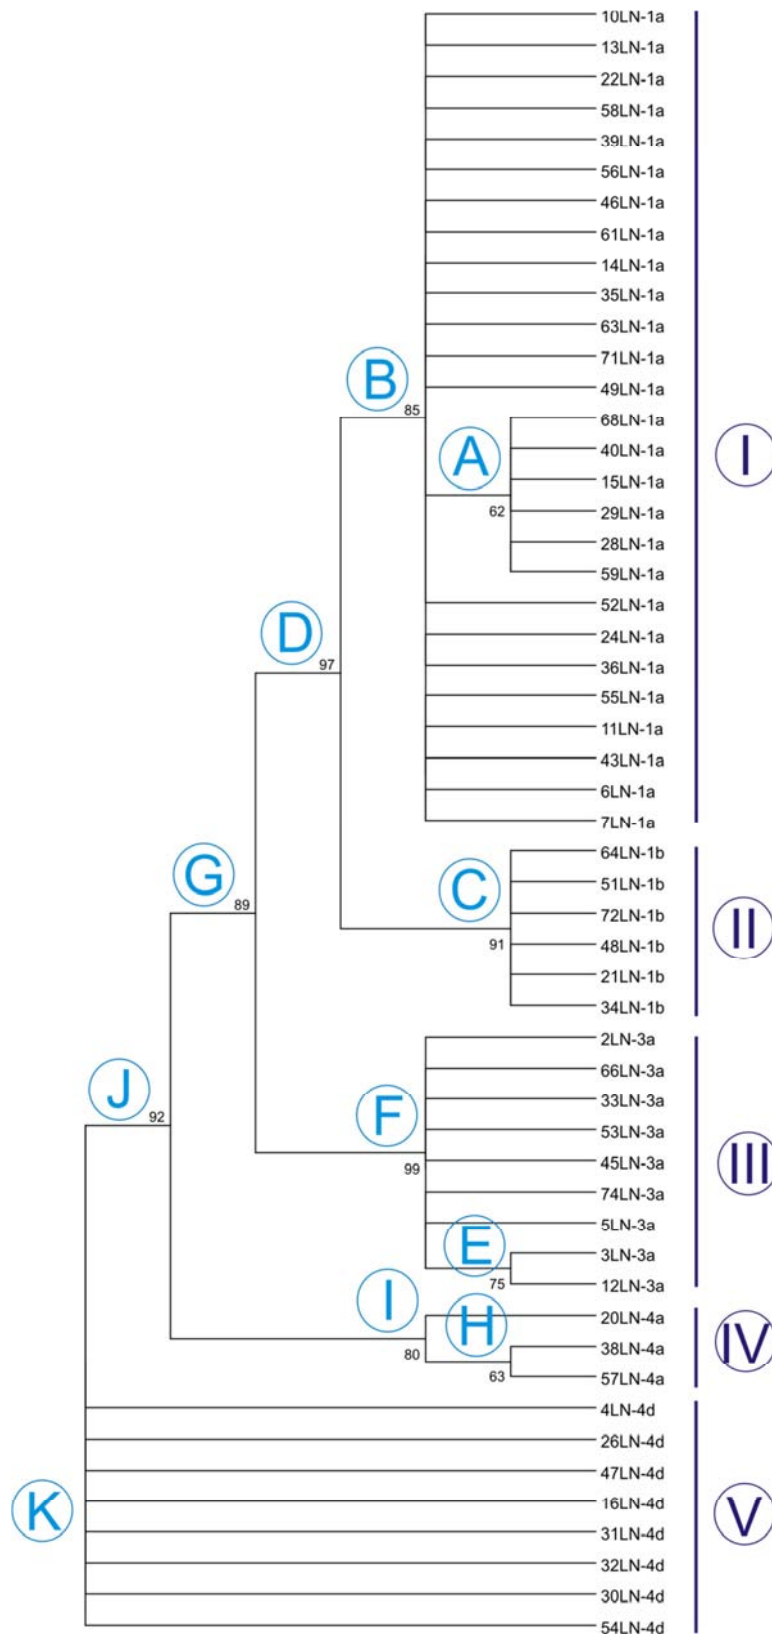 10LN-1a
13LN-1a
22LN-1a
58LN-1a
39LN-1a
56LN-1a
46LN-1a
61LN-1a
14LN-1a
35LN-1a
63LN-1a
71LN-1a
B
49LN-1a
85
68LN-1a
A
40LN-1a
I
15LN-1a
62
29LN-1a
28LN-1a
59LN-1a
52LN-1a
D
24LN-1a
97
36LN-1a
55LN-1a
11LN-1a
43LN-1a
6LN-1a
7LN-1a
64LN-1b
G
C
51LN-1b
89
72LN-1b
II
91
48LN-1b
21LN-1b
34LN-1b
2LN-3a
66LN-3a
J
33LN-3a
92
F
53LN-3a
99
45LN-3a
III
74LN-3a
5LN-3a
E
3LN-3a
75
12LN-3a
I
20LN-4a
H
80
38LN-4a
IV
63
57LN-4a
4LN-4d
26LN-4d
47LN-4d
K
16LN-4d
V
31LN-4d
32LN-4d
30LN-4d
54LN-4d